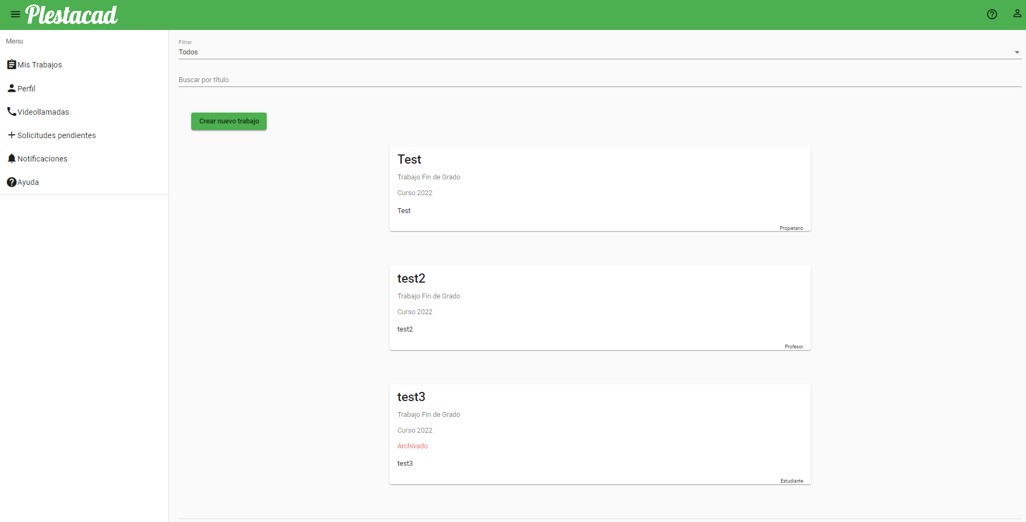 Plestacad
Menu
Mis Trabajos
Perfil
Videollamadas
Solicitudes pendientes
Notificaciones
Ayuda
Filtrar
Todos
Buscar por título
Crear nuevo trabajo
Test
Trabajo Fin de Grado
Curso 2022
Test
Propietario
test2
Trabajo Fin de Grado
Curso 2022
test2
Profesor
test3
Trabajo Fin de Grado
Curso 2022
Archivado
test3
Estudiante